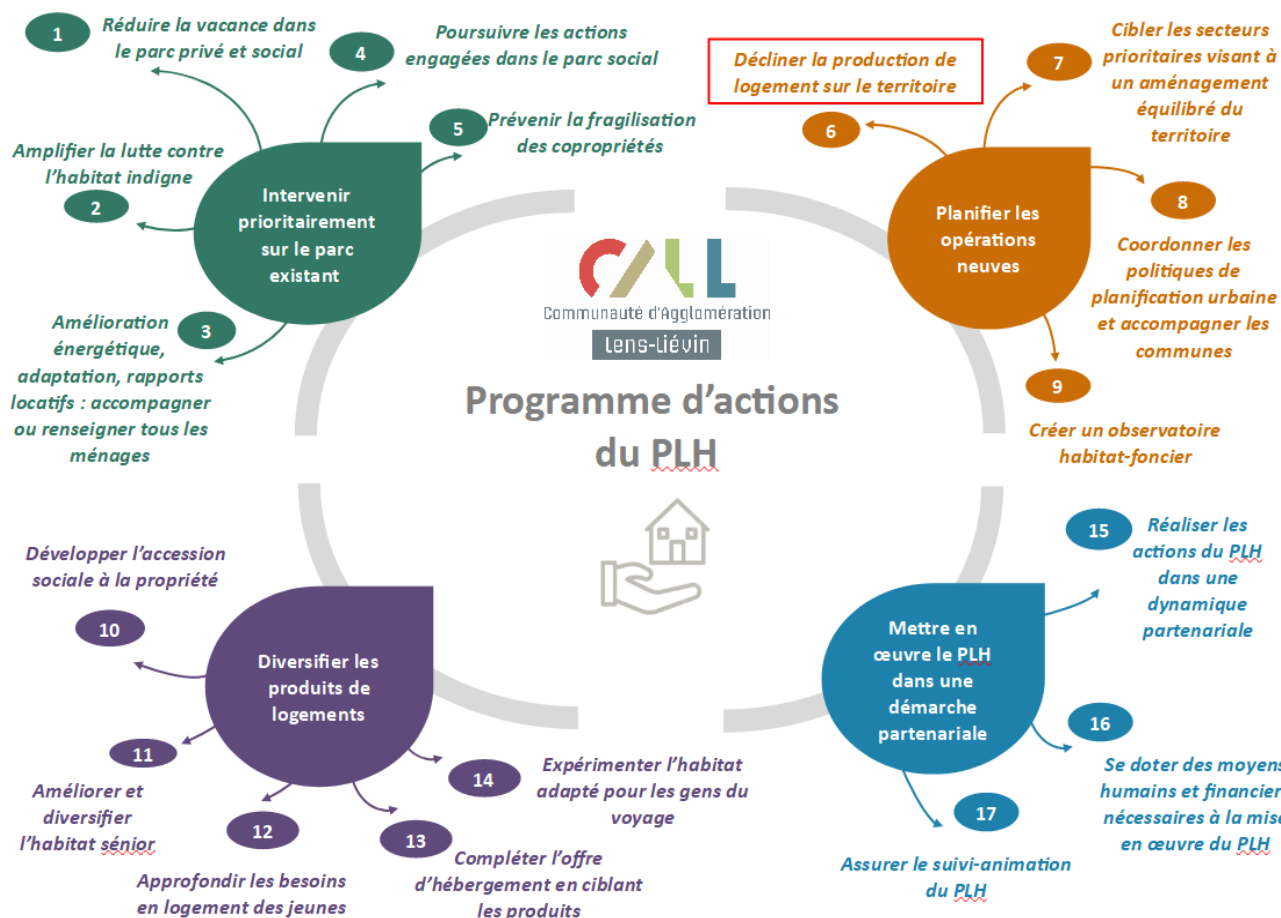 1
Réduire la vacance dans
le parc privé et social
4
Poursuivre les actions
engagées dans le parc social
5
Prévenir la fragilisation
des copropriétés
Amplifier la lutte contre
l'habitat indigne
2
Intervenir
prioritairement
sur le parc
existant
3
Amélioration
énergétique,
adaptation, rapports
locatifs : accompagner
ou renseigner tous les
ménages
Décliner la production de
logement sur le territoire
6
7
Cibler les secteurs
prioritaires visant à
un aménagement
équilibré du
territoire
Planifier les
opérations
neuves
8
Coordonner les
politiques de
planification urbaine
et accompagner les
communes
9
Créer un observatoire
habitat-foncier
CALL
Communauté d'Agglomération
Lens-Liévin
Programme d'actions
du PLH
Développer l'accession
sociale à la propriété
10
Diversifier les
produits de
logements
11
Améliorer et
diversifier
l'habitat sénior
12
Approfondir les besoins
en logement des jeunes
13
Compléter l'offre
d'hébergement en ciblant
les produits
14
Expérimenter l'habitat
adapté pour les gens du
voyage
15
Réaliser les
actions du PLH
dans une
dynamique
partenariale
Mettre en
œuvre le PLH
dans une
démarche
partenariale
16
Se doter des moyens
humains et financier
nécessaires à la mise
en œuvre du PLH
17
Assurer le suivi-animation
du PLH